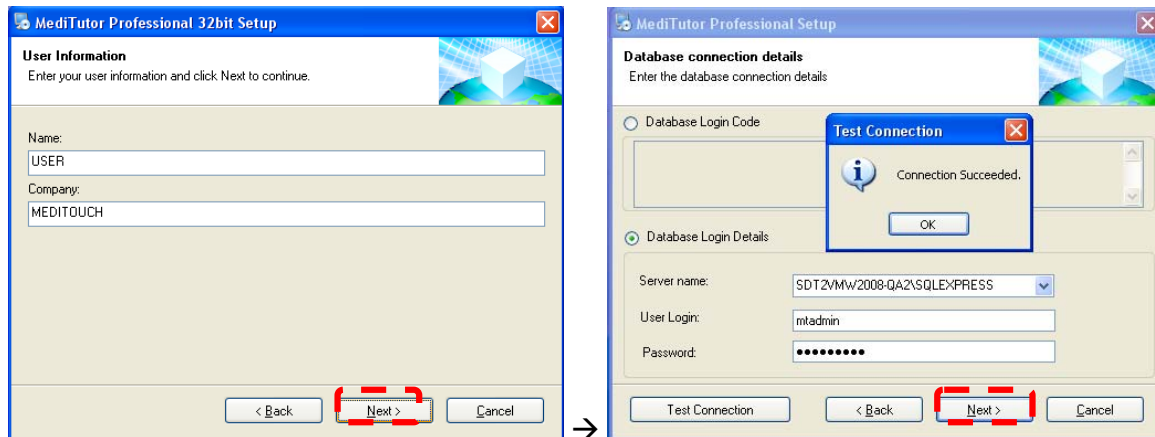 MediTutor Professional 32bit Setup
User Information
Enter your user information and click Next to continue.
Name:
USER
Company:
MEDITOUCH
< Back
Next >
Cancel
→
MediTutor Professional Setup
Database connection details
Enter the database connection details
Database Login Code
Test Connection
Connection Succeeded.
OK
Database Login Details
Server name:
SDT2VMW2008-QA2\SQLEXPRESS
User Login:
mtadmin
Password:
•••••••••
Test Connection
< Back
Next >
Cancel